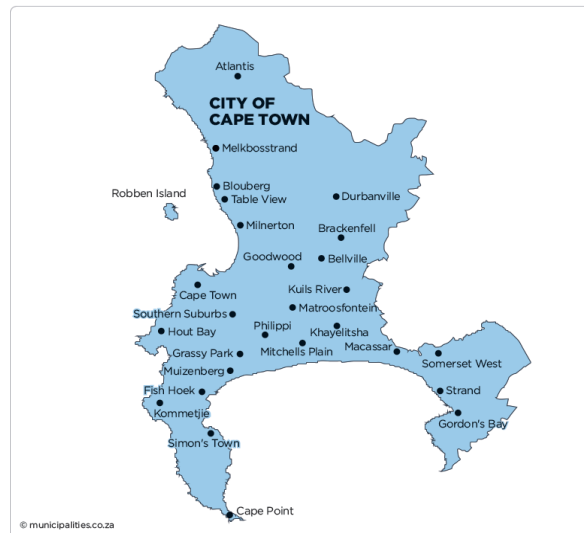 Atlantis
CITY OF
CAPE TOWN
Melkbosstrand
Blouberg
Robben Island
Table View
Durbanville
Milnerton
Brackenfell
Goodwood
Bellville
Cape Town
Kuils River
Matroosfontein
Southern Suburbs
Hout Bay
Philippi
Khayelitsha
Grassy Park
Mitchells Plain
Macassar
Somerset West
Muizenberg
Fish Hoek
Strand
Kommetjie
Gordon's Bay
Simon's Town
Cape Point
© municipalities.co.za